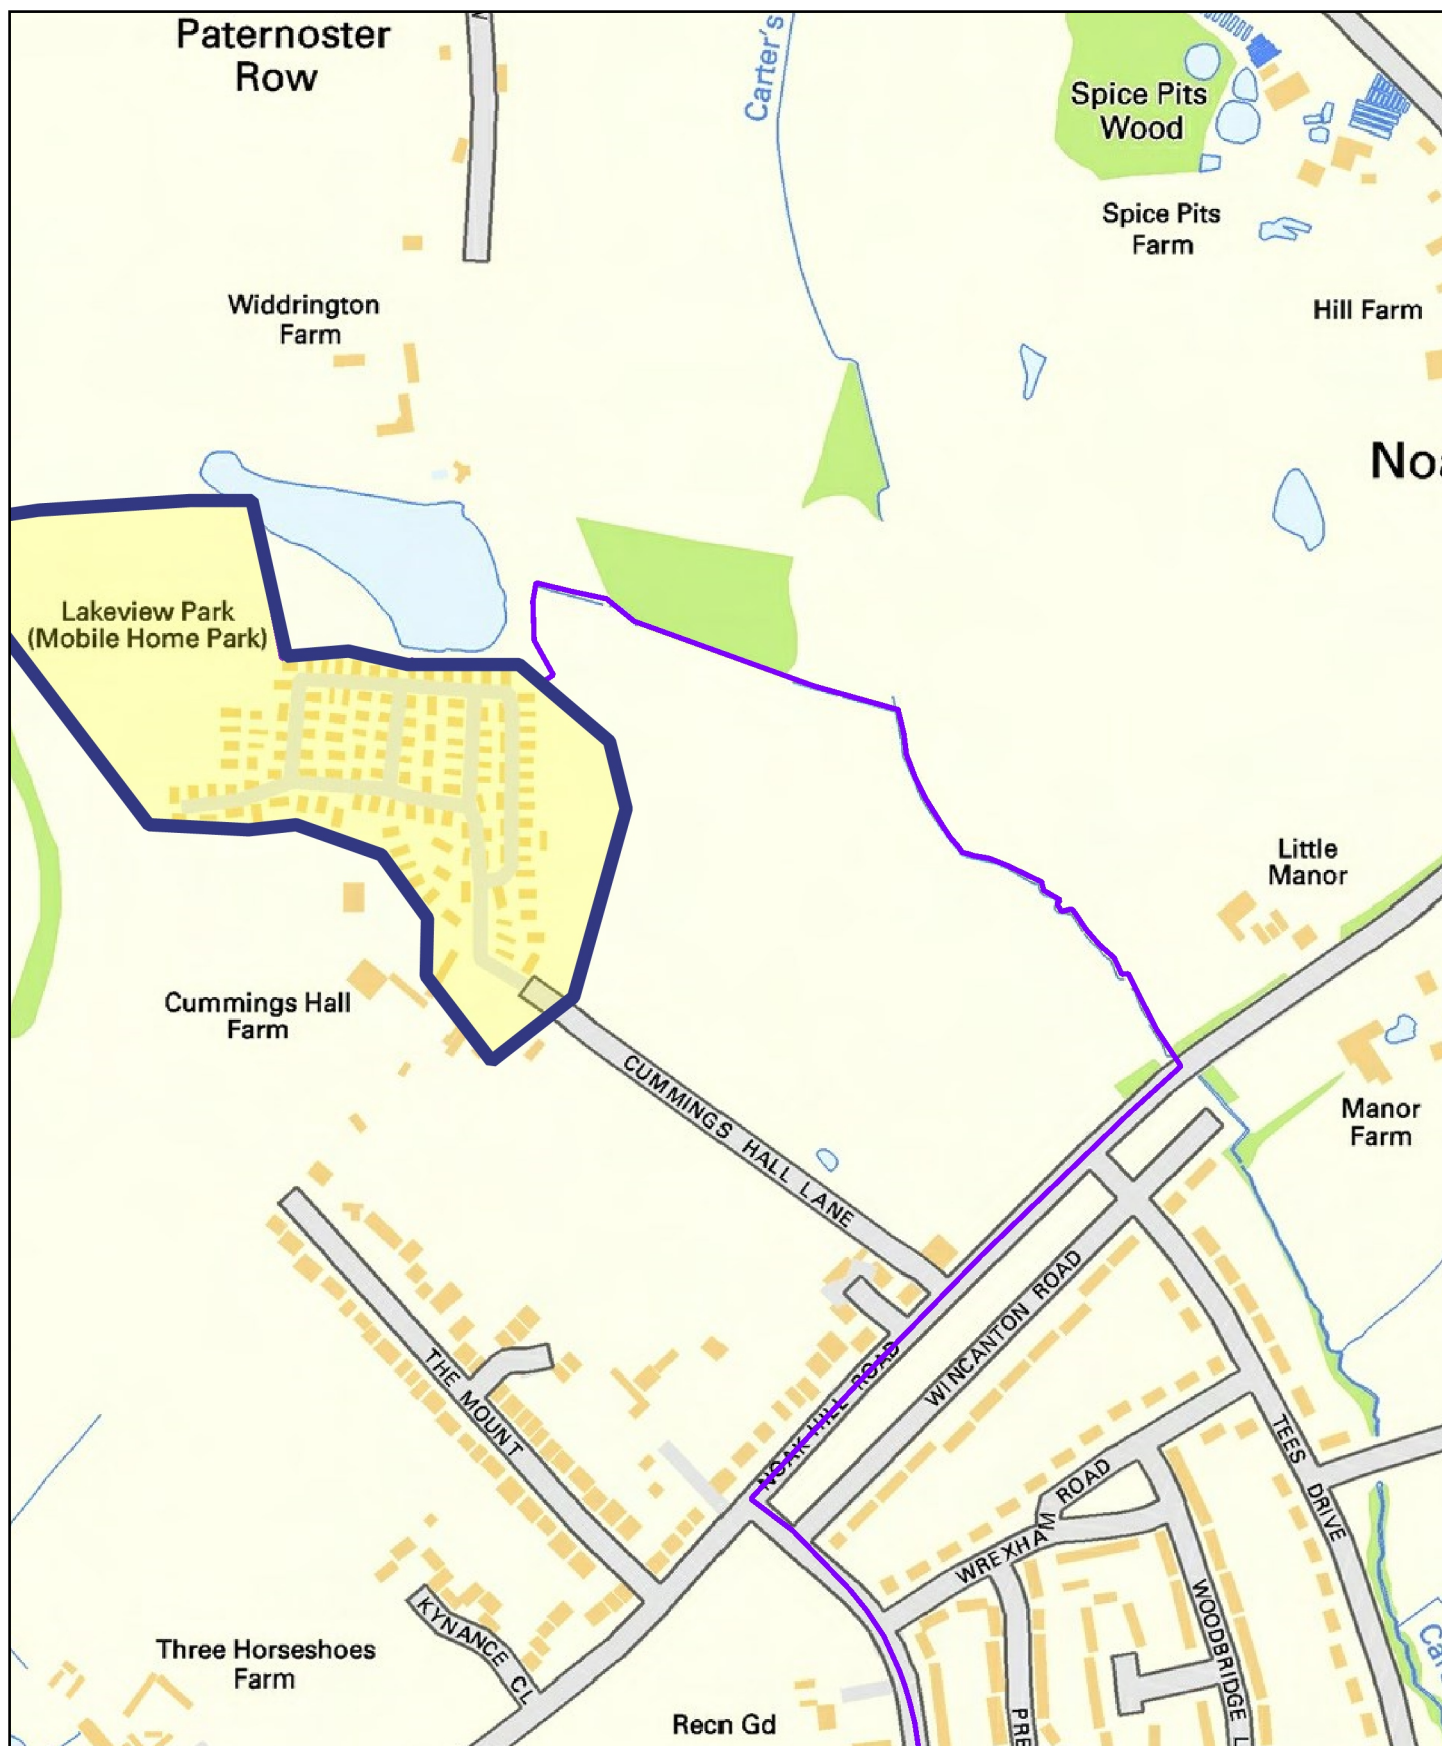 Paternoster
Row
Carter's
Spice Pits
Wood
Spice Pits
Farm
Hill Farm
Widdrington
Farm
Lakeview Park
(Mobile Home Park)
Little
Manor
Cummings Hall
Farm
CUMMINGS HALL LANE
Manor
Farm
NOAK HILL ROAD
WINCANTON ROAD
THE MOUNT
TEES DRIVE
WREXHAM ROAD
WOODBRIDGE L
KYNANCE CL
Three Horseshoes
Farm
Recn Gd
PRE